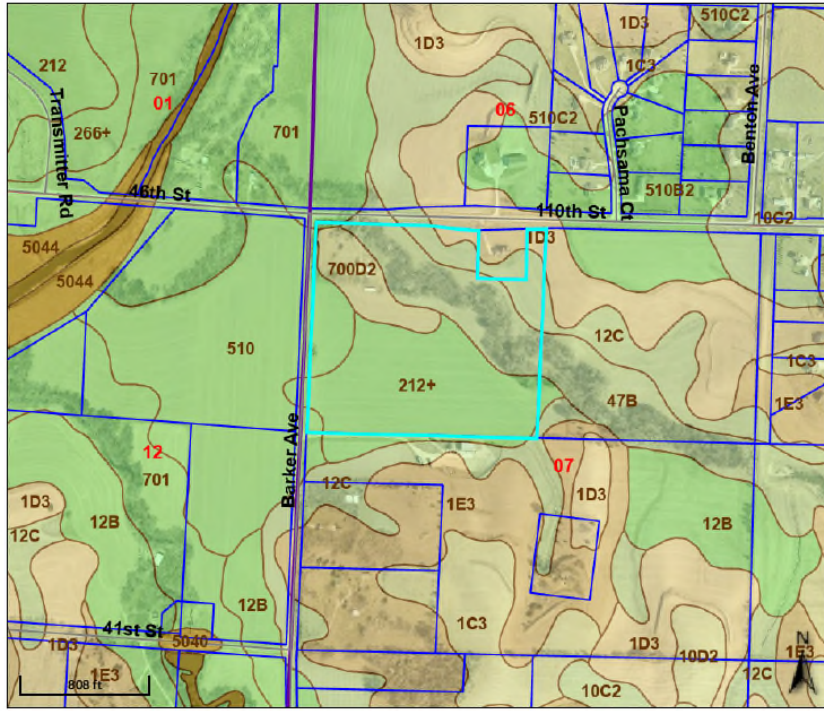 1D3
510C2
212
701
1C3
01
266+
Transmitter Rd
06
510C2
Pachsama Ct
Benton Ave
701
46th St
510B2
110th St
10C2
5044
1D3
700D2
5044
12C
510
1C3
212+
47B
1E3
Barker Ave
12
701
07
12C
1E3
1D3
1D3
12B
12B
12C
12B
1C3
41st St
5040
1D3
1D3
10D2
1E3
N
12C
1E3
808 ft
10C2